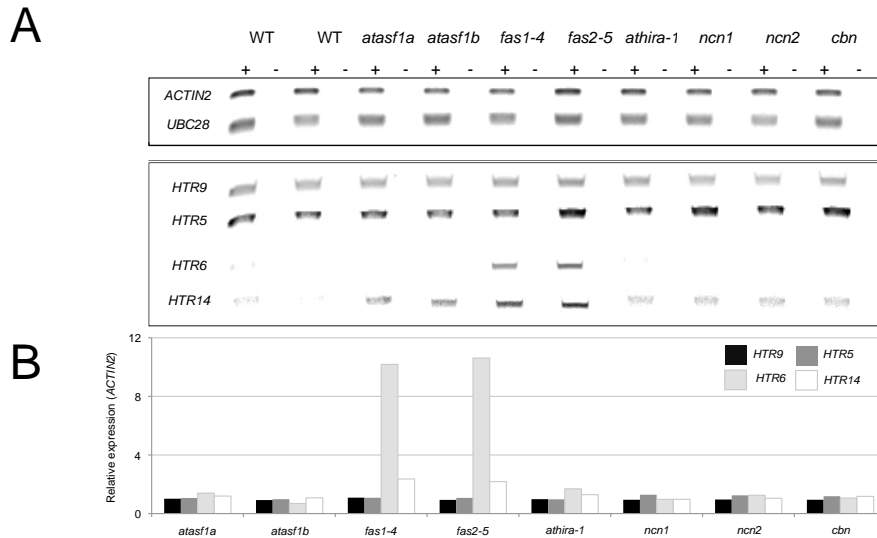 A
WT WT atasf1a atasf1b fas1-4 fas2-5 athira-1 ncn1 ncn2 cbn
+ - + - + - + - + - + - + - + - + - + -
ACTIN2
UBC28
HTR9
HTR5
HTR6
HTR14
B
Relative expression (ACTIN2)
12
8
4
0
HTR9 HTR5
HTR6 HTR14
atasf1a atasf1b fas1-4 fas2-5 athira-1 ncn1 ncn2 cbn